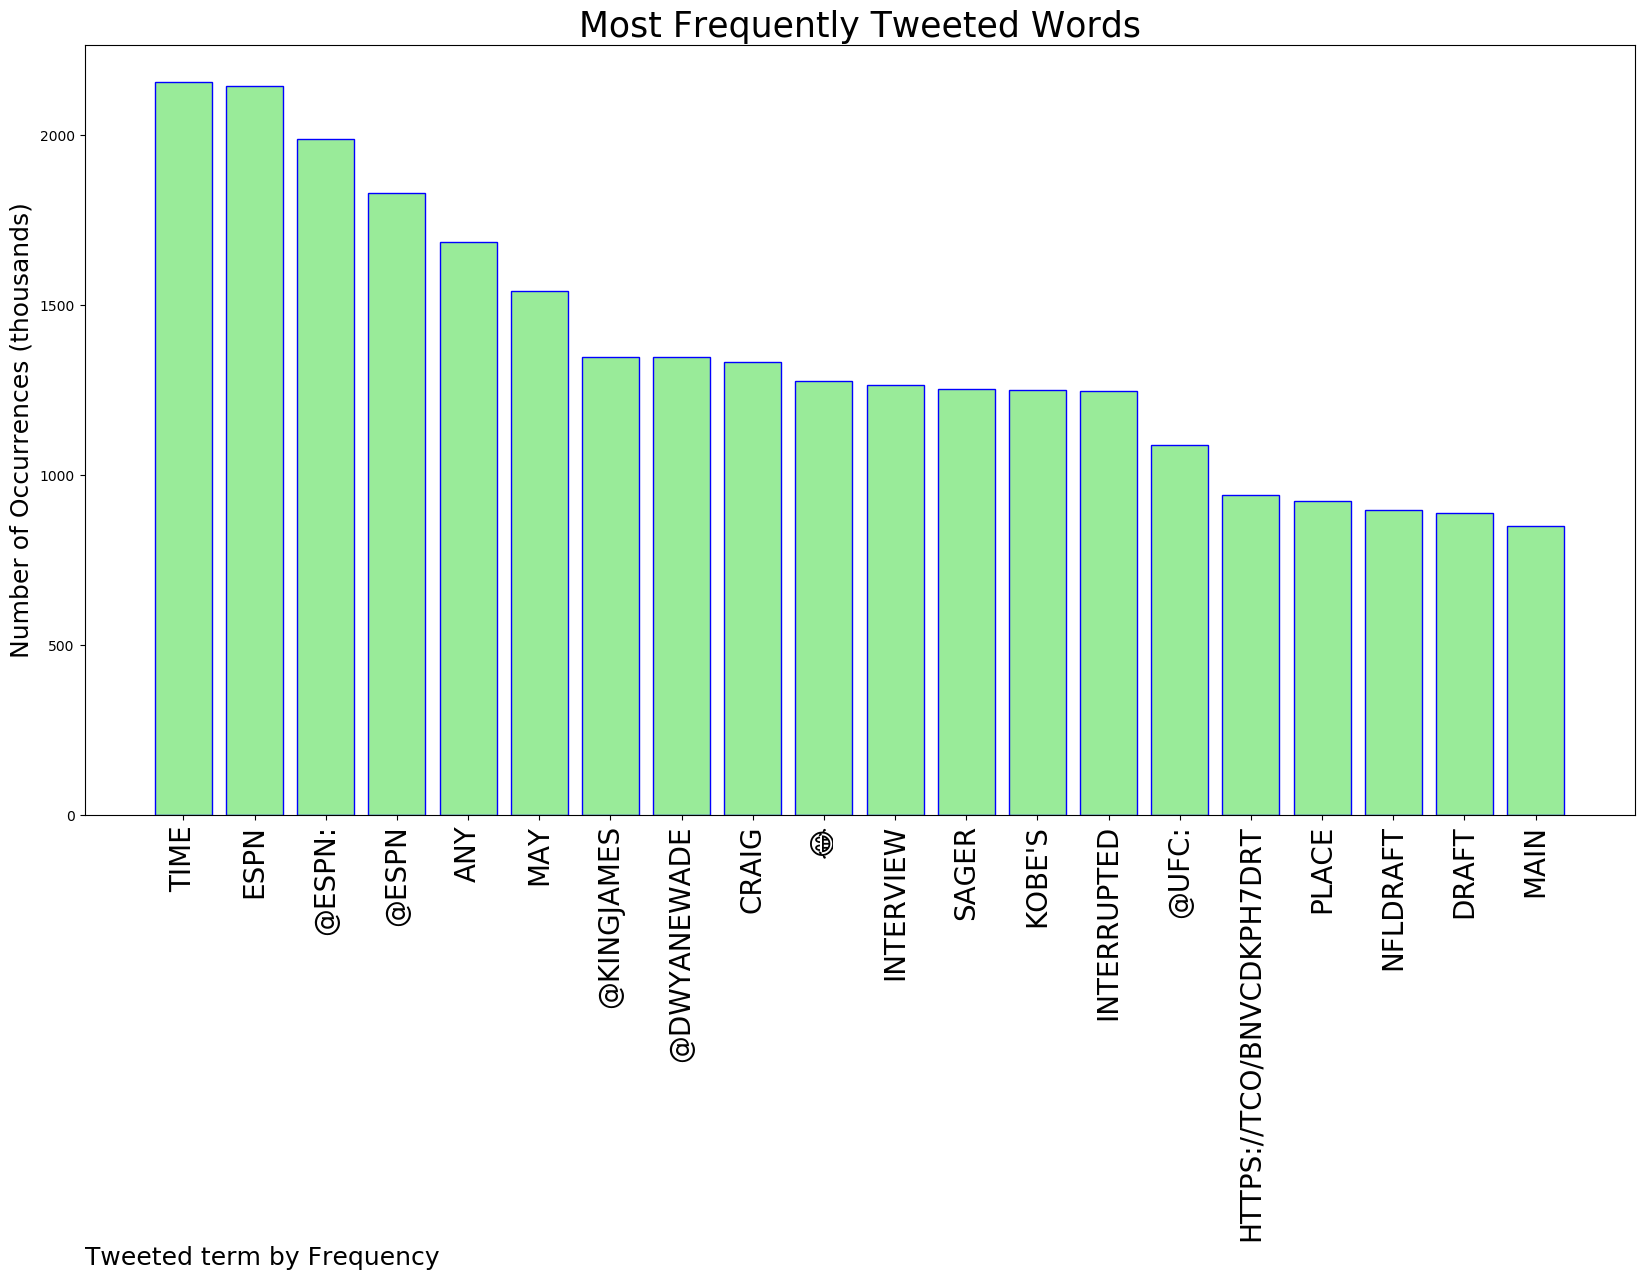 Most Frequently Tweeted Words
Number of Occurrences (thousands)
2000
1500
1000
500
0
TIME
ESPN
@ESPN:
@ESPN
ANY
MAY
@KINGJAMES
@DWYANEWADE
CRAIG
😂
INTERVIEW
SAGER
KOBE'S
INTERRUPTED
@UFC:
HTTPS://TCO/BNVCDKPH7DRT
PLACE
NFLDRAFT
DRAFT
MAIN
Tweeted term by Frequency